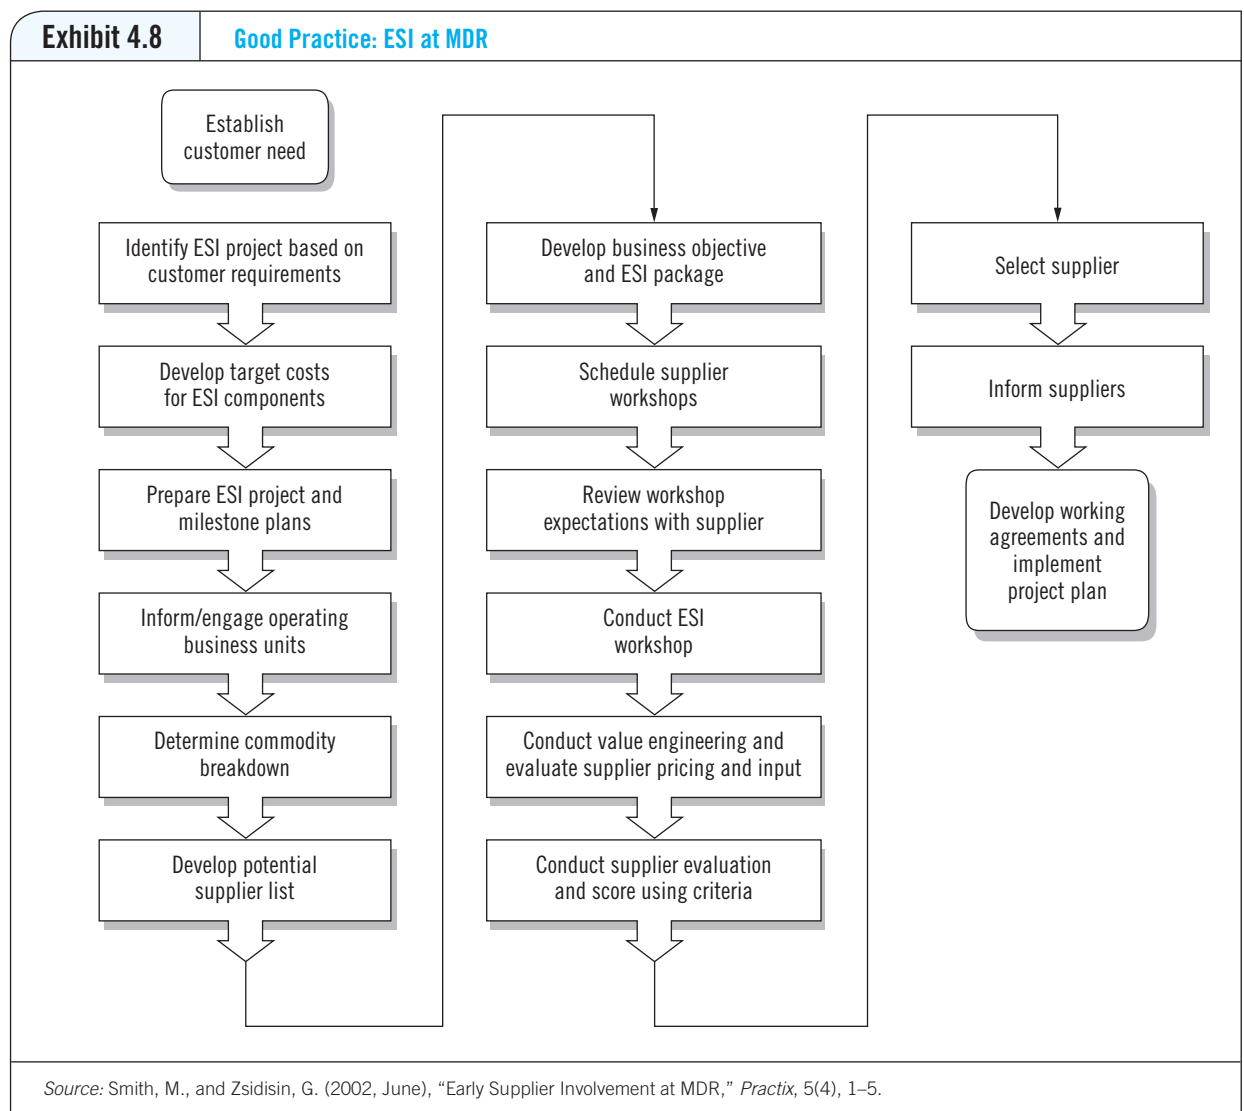 Exhibit 4.8
Good Practice: ESI at MDR
Establish
customer need
Identify ESI project based on
customer requirements
Develop target costs
for ESI components
Prepare ESI project and
milestone plans
Inform/engage operating
business units
Determine commodity
breakdown
Develop potential
supplier list
Develop business objective
and ESI package
Schedule supplier
workshops
Review workshop
expectations with supplier
Conduct ESI
workshop
Conduct value engineering and
evaluate supplier pricing and input
Conduct supplier evaluation
and score using criteria
Select supplier
Inform suppliers
Develop working
agreements and
implement
project plan
Source: Smith, M., and Zsidisin, G. (2002, June), “Early Supplier Involvement at MDR,” Practix, 5(4), 1–5.